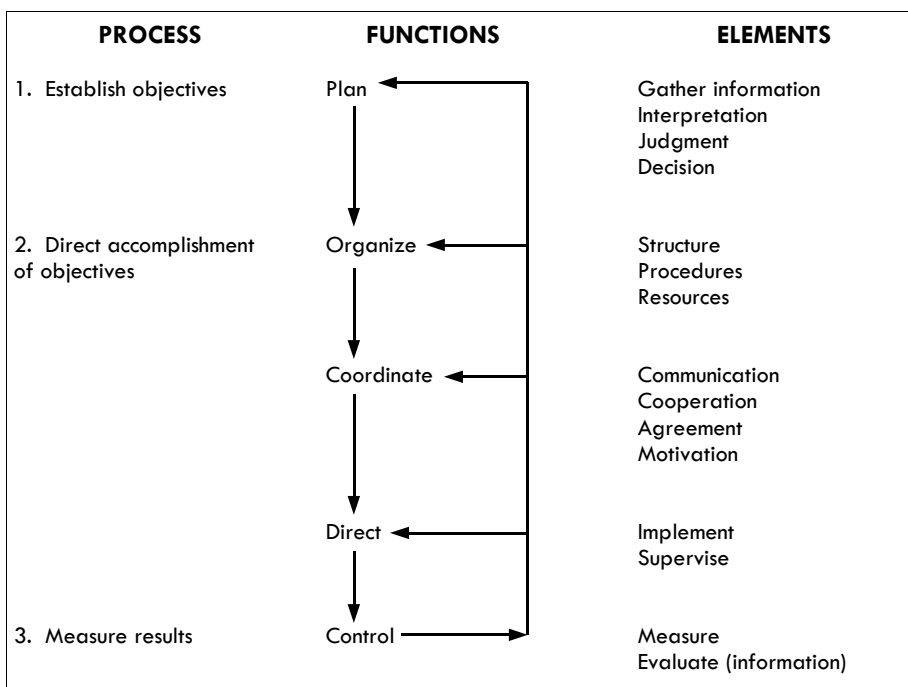 PROCESS FUNCTIONS ELEMENTS
1. Establish objectives Plan Gather information
Interpretation
Judgment
Decision
2. Direct accomplishment Organize Structure
of objectives Procedures
Resources
Coordinate Communication
Cooperation
Agreement
Motivation
Direct Implement
Supervise
3. Measure results Control Measure
Evaluate (information)